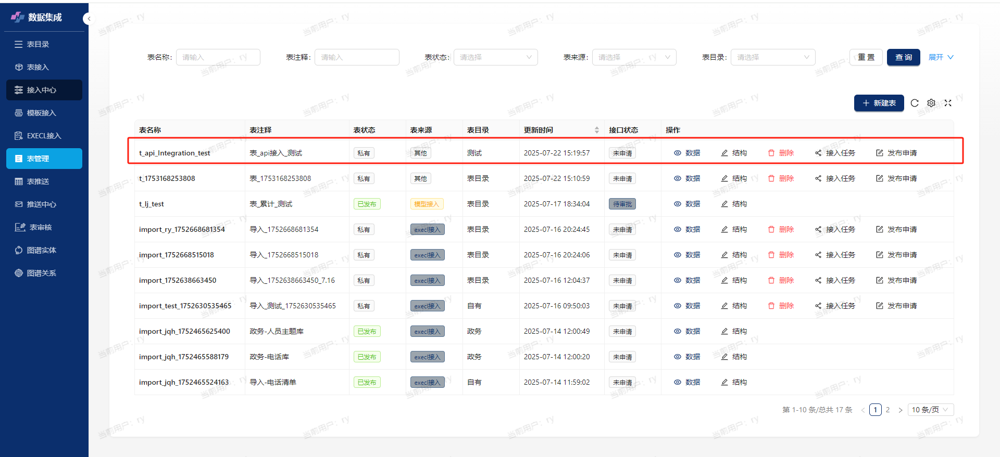 数据集成
表目录
表接入
接入中心
模板接入
EXECL接入
表管理
表推送
推送中心
表审核
图谱实体
图谱关系
表名称: 请输入 表注释: 请输入 表状态: 请选择 表来源: 请选择 表目录: 请选择 重 置 查 询 展开
新建表
表名称 表注释 表状态 表来源 表目录 更新时间 接口状态 操作
t_api_Integration_test 表_api接入_测试 私有 其他 测试 2025-07-22 15:19:57 未申请 数据 结构 删除 接入任务 发布申请
t_1753168253808 表_1753168253808 私有 其他 表目录 2025-07-22 15:10:59 未申请 数据 结构 删除 接入任务 发布申请
t_lj_test 表_累计_测试 已发布 模型接入 表目录 2025-07-17 18:34:04 待审批 数据 结构
import_ry_1752668681354 导入_1752668681354 私有 execl接入 表目录 2025-07-16 20:24:45 未申请 数据 结构 删除 接入任务 发布申请
import_1752668515018 导入_1752668515018 私有 execl接入 表目录 2025-07-16 20:24:06 未申请 数据 结构 删除 接入任务 发布申请
import_1752638663450 导入_1752638663450_7.16 私有 execl接入 表目录 2025-07-16 12:04:37 未申请 数据 结构 删除 接入任务 发布申请
import_test_1752630535465 导入_测试_1752630535465 私有 execl接入 自有 2025-07-16 09:50:03 未申请 数据 结构 删除 接入任务 发布申请
import_jqh_1752465625400 政务-人员主题库 已发布 execl接入 政务 2025-07-14 12:00:49 未申请 数据 结构
import_jqh_1752465588179 政务-电话库 已发布 execl接入 政务 2025-07-14 12:00:20 未申请 数据 结构
import_jqh_1752465524163 导入-电话清单 已发布 execl接入 自有 2025-07-14 11:59:02 未申请 数据 结构
第 1-10 条/总共 17 条 < 1 2 > 10 条/页
当前用户: ry